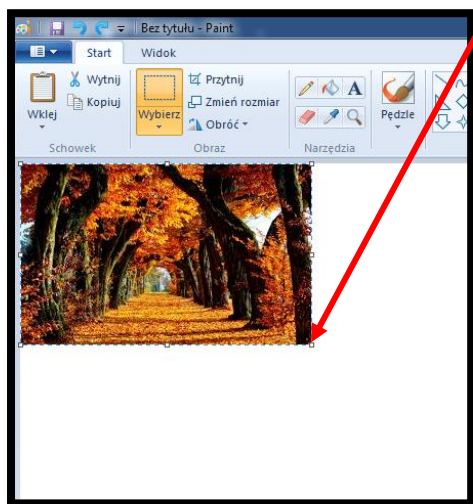 Bez tytułu - Paint
Start Widok
Wklej
Wytnij
Kopiuj
Schowek
Wybierz
Przytnij
Zmień rozmiar
Obróć
Obraz
A
Narzędzia
Pędzle